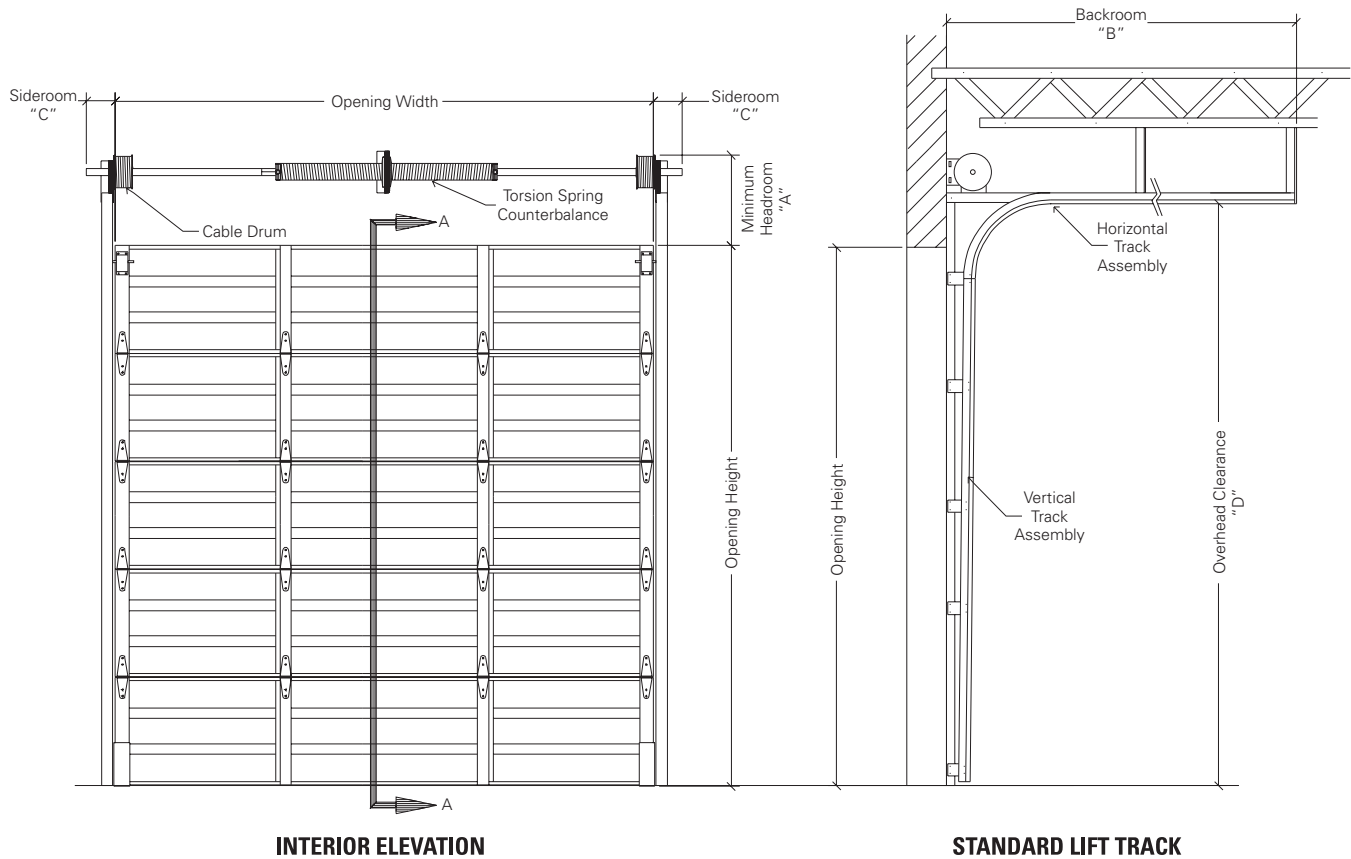 Sideroom
“C”
Opening Width
Sideroom
“C”
Minimum
Headroom
“A”
Torsion Spring
Counterbalance
A
Cable Drum
Opening Height
A
INTERIOR ELEVATION
Backroom
“B”
Horizontal
Track
Assembly
Opening Height
Vertical
Track
Assembly
Overhead Clearance
“D”
STANDARD LIFT TRACK